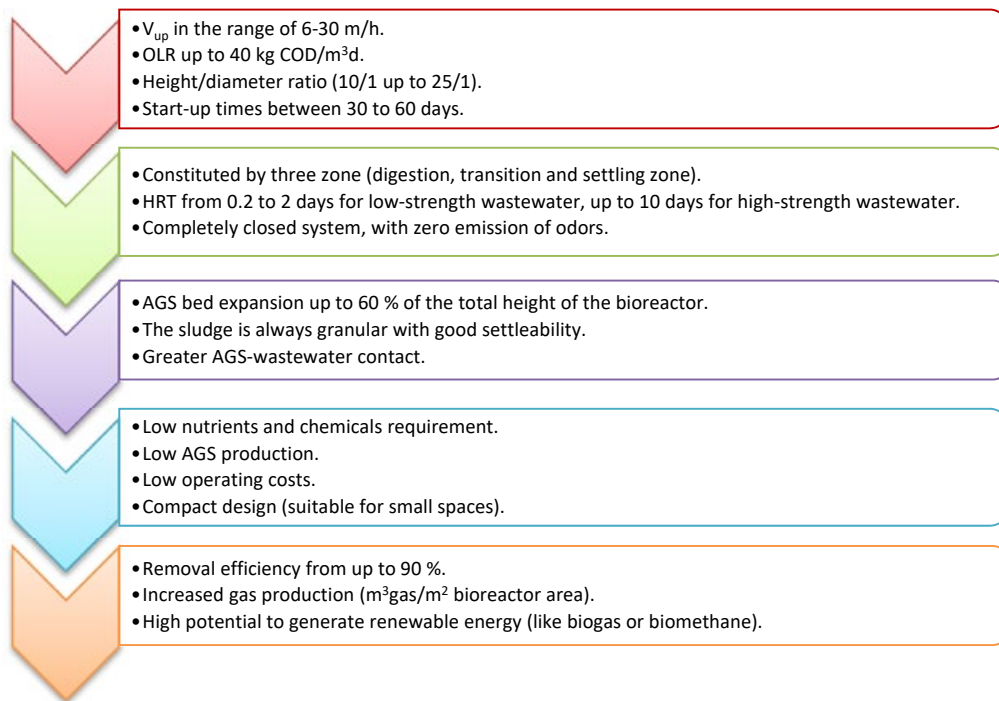 •V_up in the range of 6-30 m/h.
•OLR up to 40 kg COD/m³d.
•Height/diameter ratio (10/1 up to 25/1).
•Start-up times between 30 to 60 days.
•Constituted by three zone (digestion, transition and settling zone).
•HRT from 0.2 to 2 days for low-strength wastewater, up to 10 days for high-strength wastewater.
•Completely closed system, with zero emission of odors.
•AGS bed expansion up to 60 % of the total height of the bioreactor.
•The sludge is always granular with good settleability.
•Greater AGS-wastewater contact.
•Low nutrients and chemicals requirement.
•Low AGS production.
•Low operating costs.
•Compact design (suitable for small spaces).
•Removal efficiency from up to 90 %.
•Increased gas production (m³gas/m² bioreactor area).
•High potential to generate renewable energy (like biogas or biomethane).